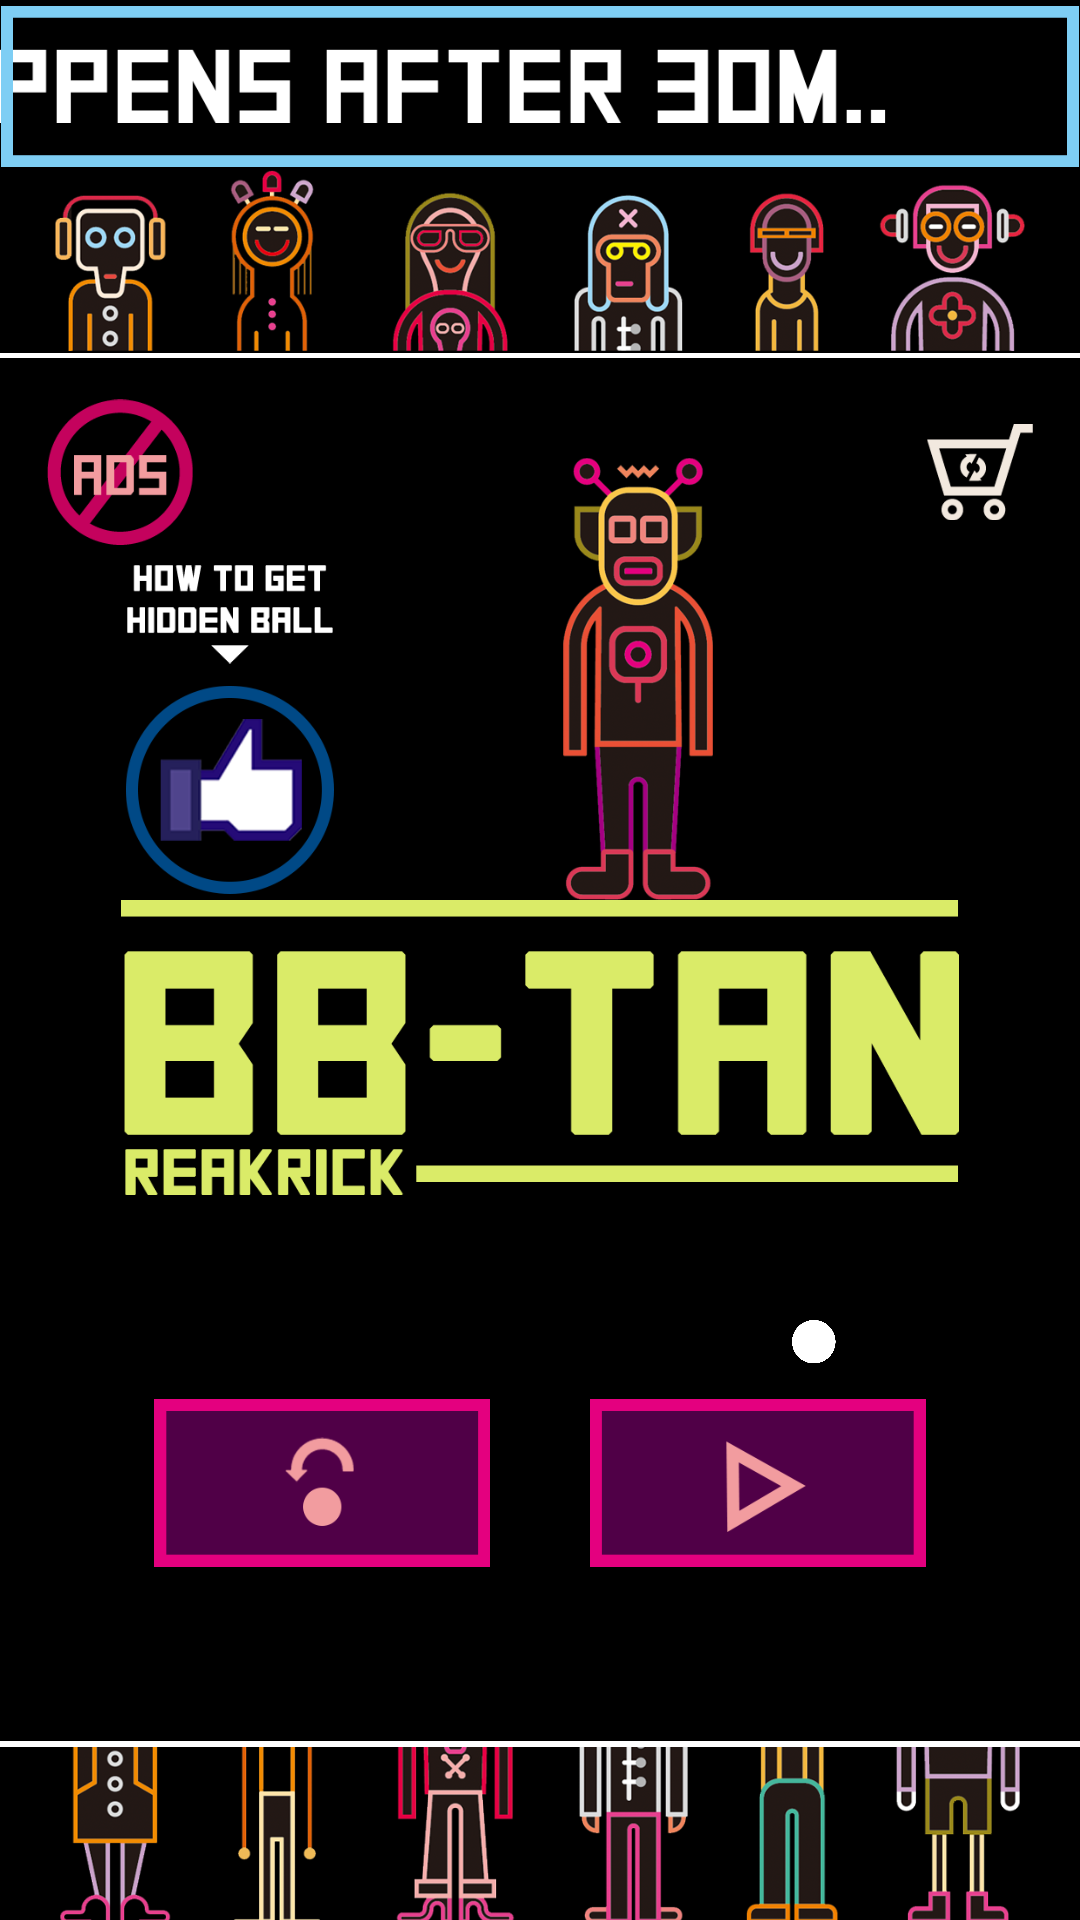 PPENS AFTER 30M..
ADS
HOW TO GET
HIDDEN BALL
BB-TAN
REAKRICK